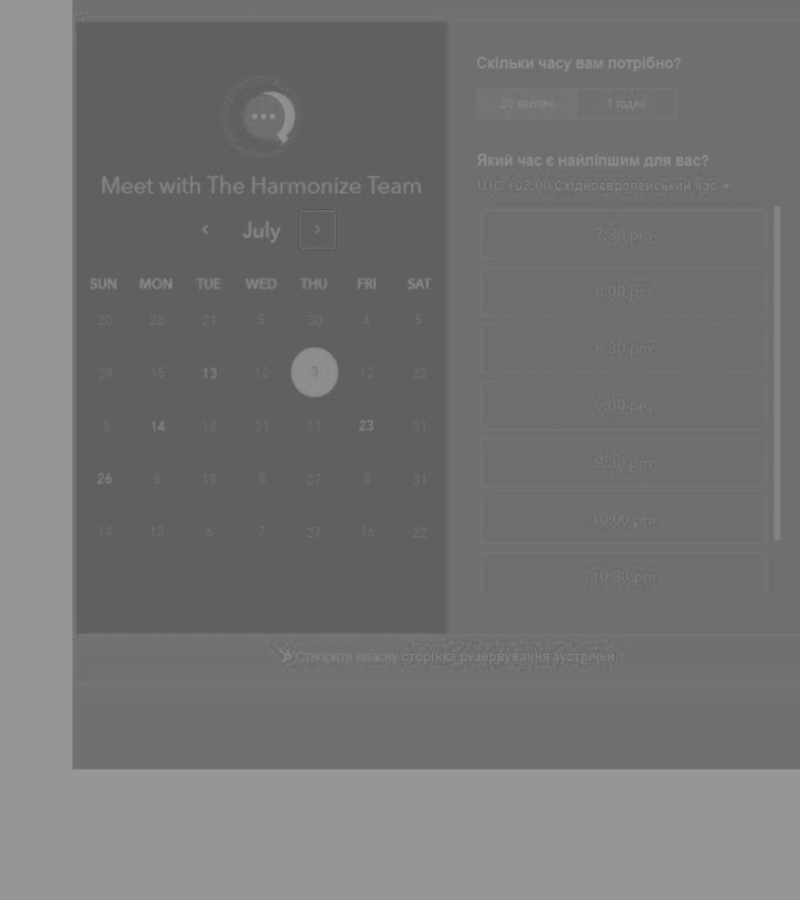 Meet with The Harmonize Team
July
SUN MON TUE WED THU FRI SAT
20 28 21 5 30 4 5
29 15 13 12 3 12 22
3 14 18 21 11 23 31
26 6 19 8 27 8 31
14 12 6 7 27 16 22
Скільки часу вам потрібно?
30 хвилин 1 годин
Який час є найліпшим для вас?
UTC +03:00 Східноєвропейський час
7:30 pm
8:00 pm
8:30 pm
9:00 pm
9:30 pm
10:00 pm
10:30 pm
Створити власну сторінка резервування зустрічей